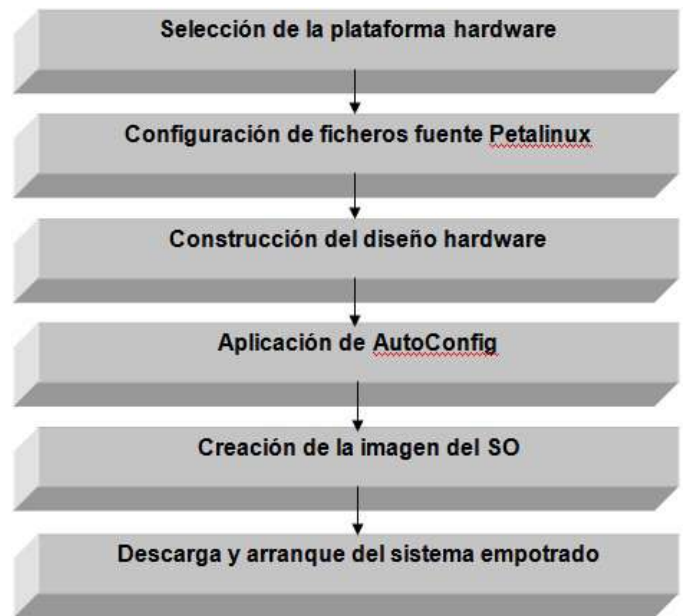 Selección de la plataforma hardware
Configuración de ficheros fuente Petalinux
Construcción del diseño hardware
Aplicación de AutoConfig
Creación de la imagen del SO
Descarga y arranque del sistema empotrado